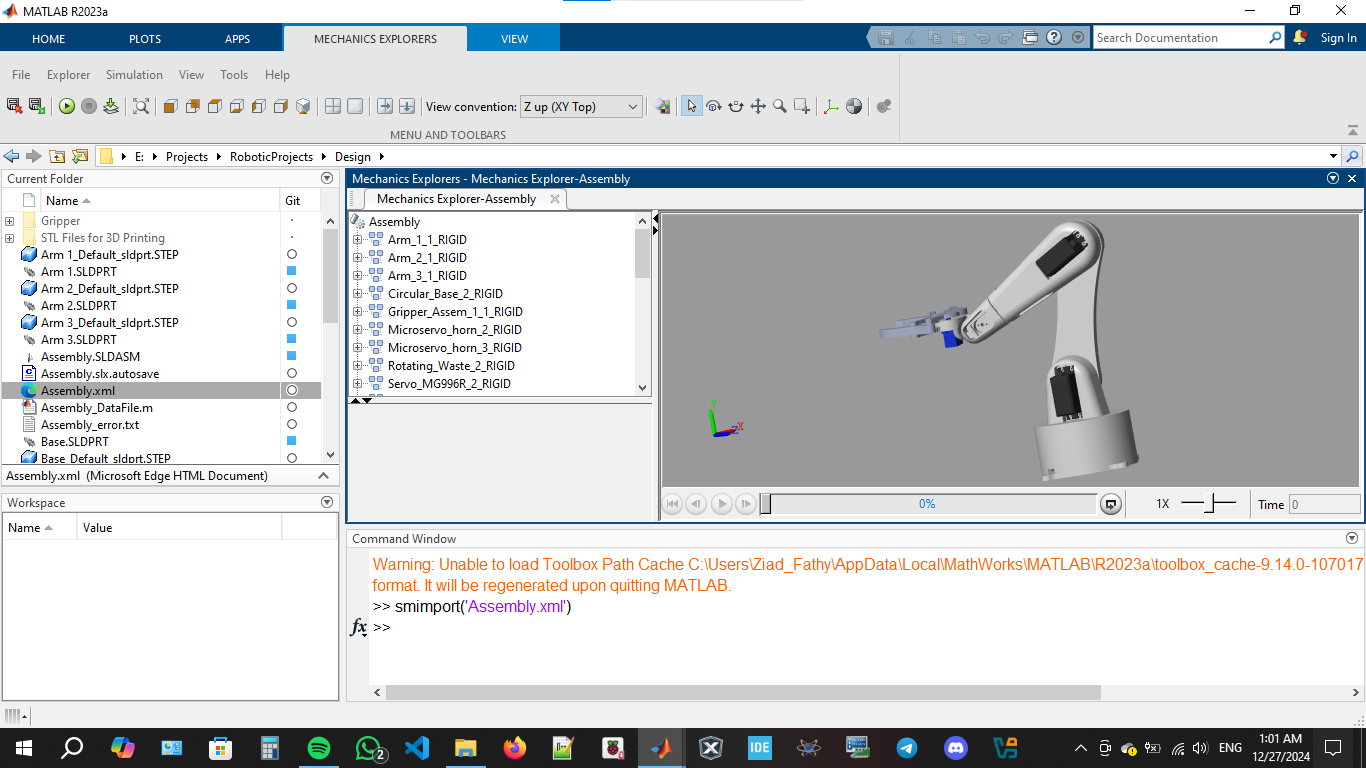 MATLAB R2023a
HOME PLOTS APPS MECHANICS EXPLORERS VIEW Search Documentation Sign In
File Explorer Simulation View Tools Help
View convention: Z up (XY Top)
MENU AND TOOLBARS
E: Projects RoboticProjects Design
Current Folder
Name Git
Gripper
STL Files for 3D Printing
Arm 1_Default_sldprt.STEP
Arm 1.SLDPRT
Arm 2_Default_sldprt.STEP
Arm 2.SLDPRT
Arm 3_Default_sldprt.STEP
Arm 3.SLDPRT
Assembly.SLDASM
Assembly.slx.autosave
Assembly.xml
Assembly_DataFile.m
Assembly_error.txt
Base.SLDPRT
Base_Default_sldprt.STEP
Assembly.xml (Microsoft Edge HTML Document)
Workspace
Name Value
Mechanics Explorers - Mechanics Explorer-Assembly
Mechanics Explorer-Assembly
Assembly
Arm_1_1_RIGID
Arm_2_1_RIGID
Arm_3_1_RIGID
Circular_Base_2_RIGID
Gripper_Assem_1_1_RIGID
Microservo_horn_2_RIGID
Microservo_horn_3_RIGID
Rotating_Waste_2_RIGID
Servo_MG996R_2_RIGID
Y
Z X
0% 1X Time 0
Command Window
Warning: Unable to load Toolbox Path Cache C:\Users\Ziad_Fathy\AppData\Local\MathWorks\MATLAB\R2023a\toolbox_cache-9.14.0-107017
format. It will be regenerated upon quitting MATLAB.
>> smimport('Assembly.xml')
fx >>
2
IDE
ENG
1:01 AM
12/27/2024